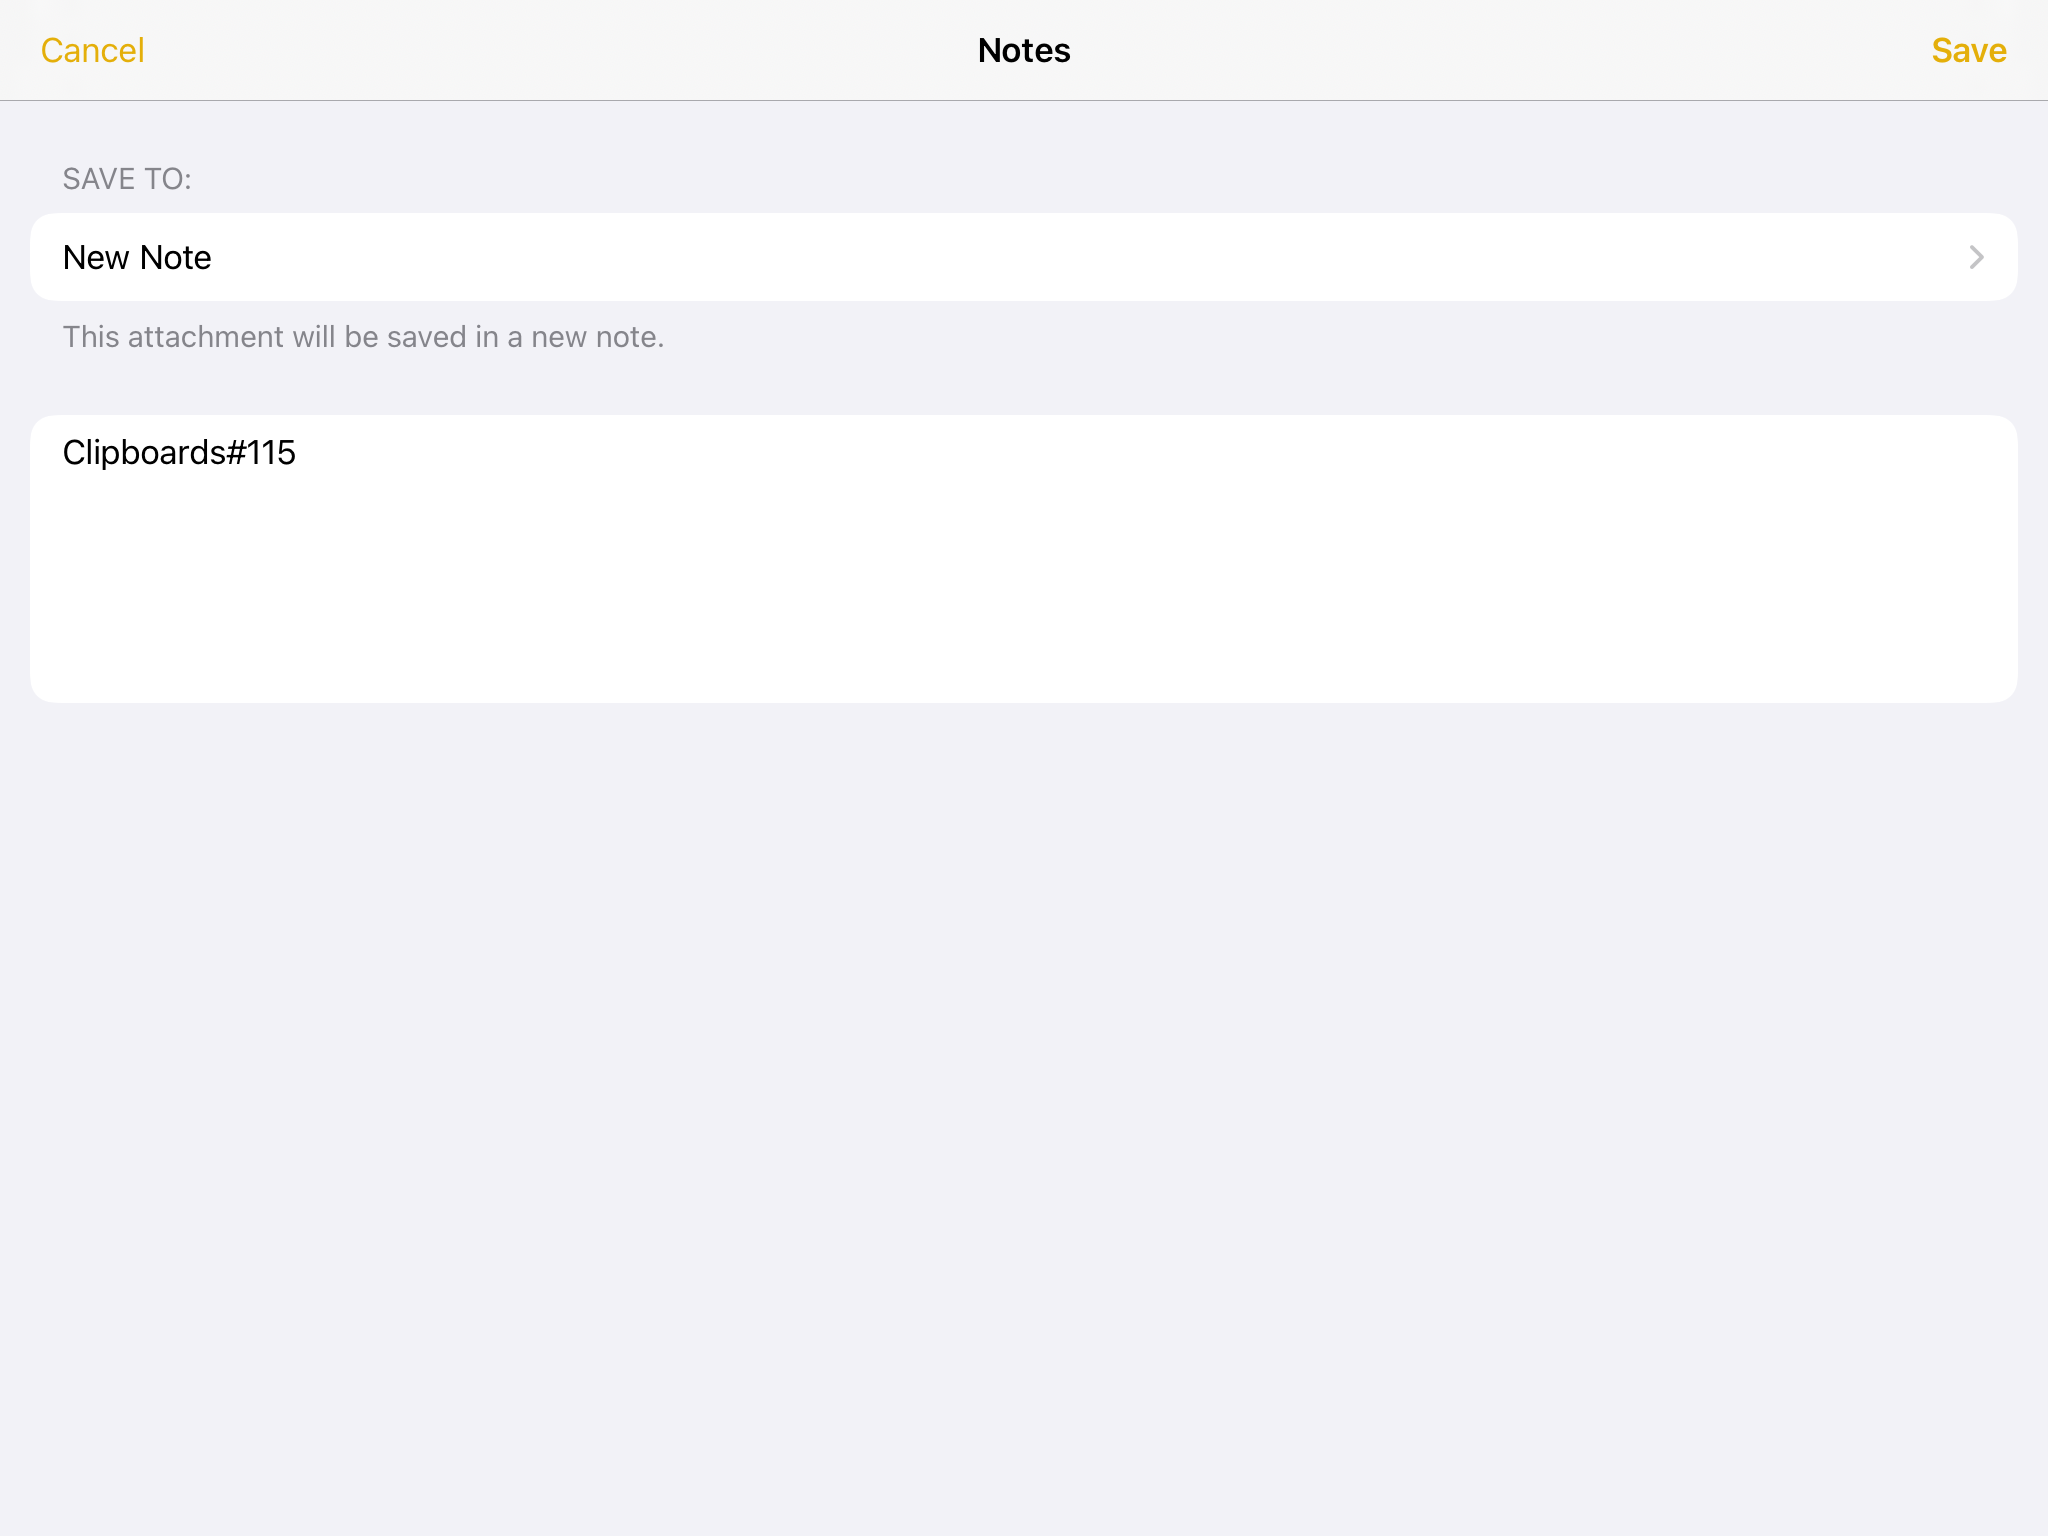 Cancel
Notes
Save
SAVE TO:
New Note
This attachment will be saved in a new note.
Clipboards#115